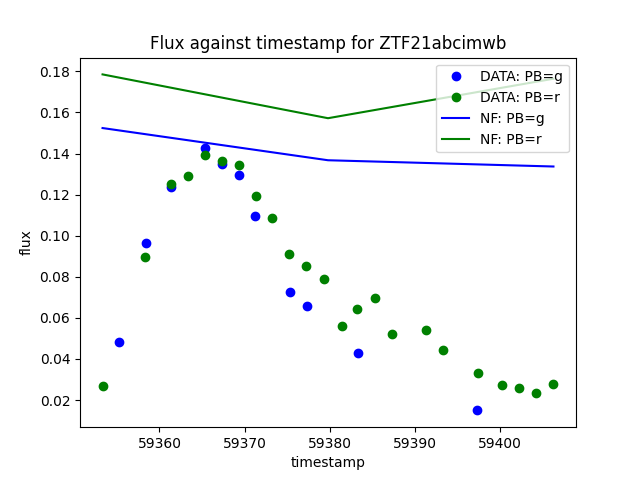 Flux against timestamp for ZTF21abcimwb
0.18
0.16
0.14
0.12
0.10
0.08
0.06
0.04
0.02
flux
DATA: PB=g
DATA: PB=r
NF: PB=g
NF: PB=r
59360 59370 59380 59390 59400
timestamp